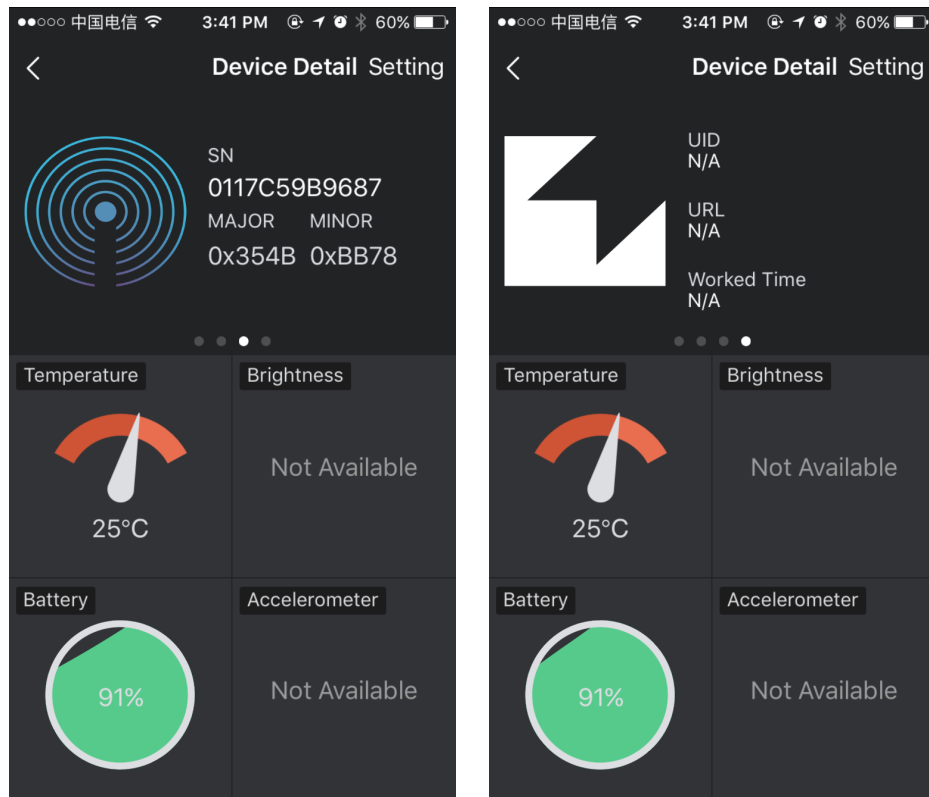 中国电信 3:41 PM 60%
Device Detail Setting
SN
0117C59B9687
MAJOR MINOR
0x354B 0xBB78
Temperature Brightness
Not Available
25°C
Battery Accelerometer
91% Not Available
中国电信 3:41 PM 60%
Device Detail Setting
UID
N/A
URL
N/A
Worked Time
N/A
Temperature Brightness
Not Available
25°C
Battery Accelerometer
91% Not Available